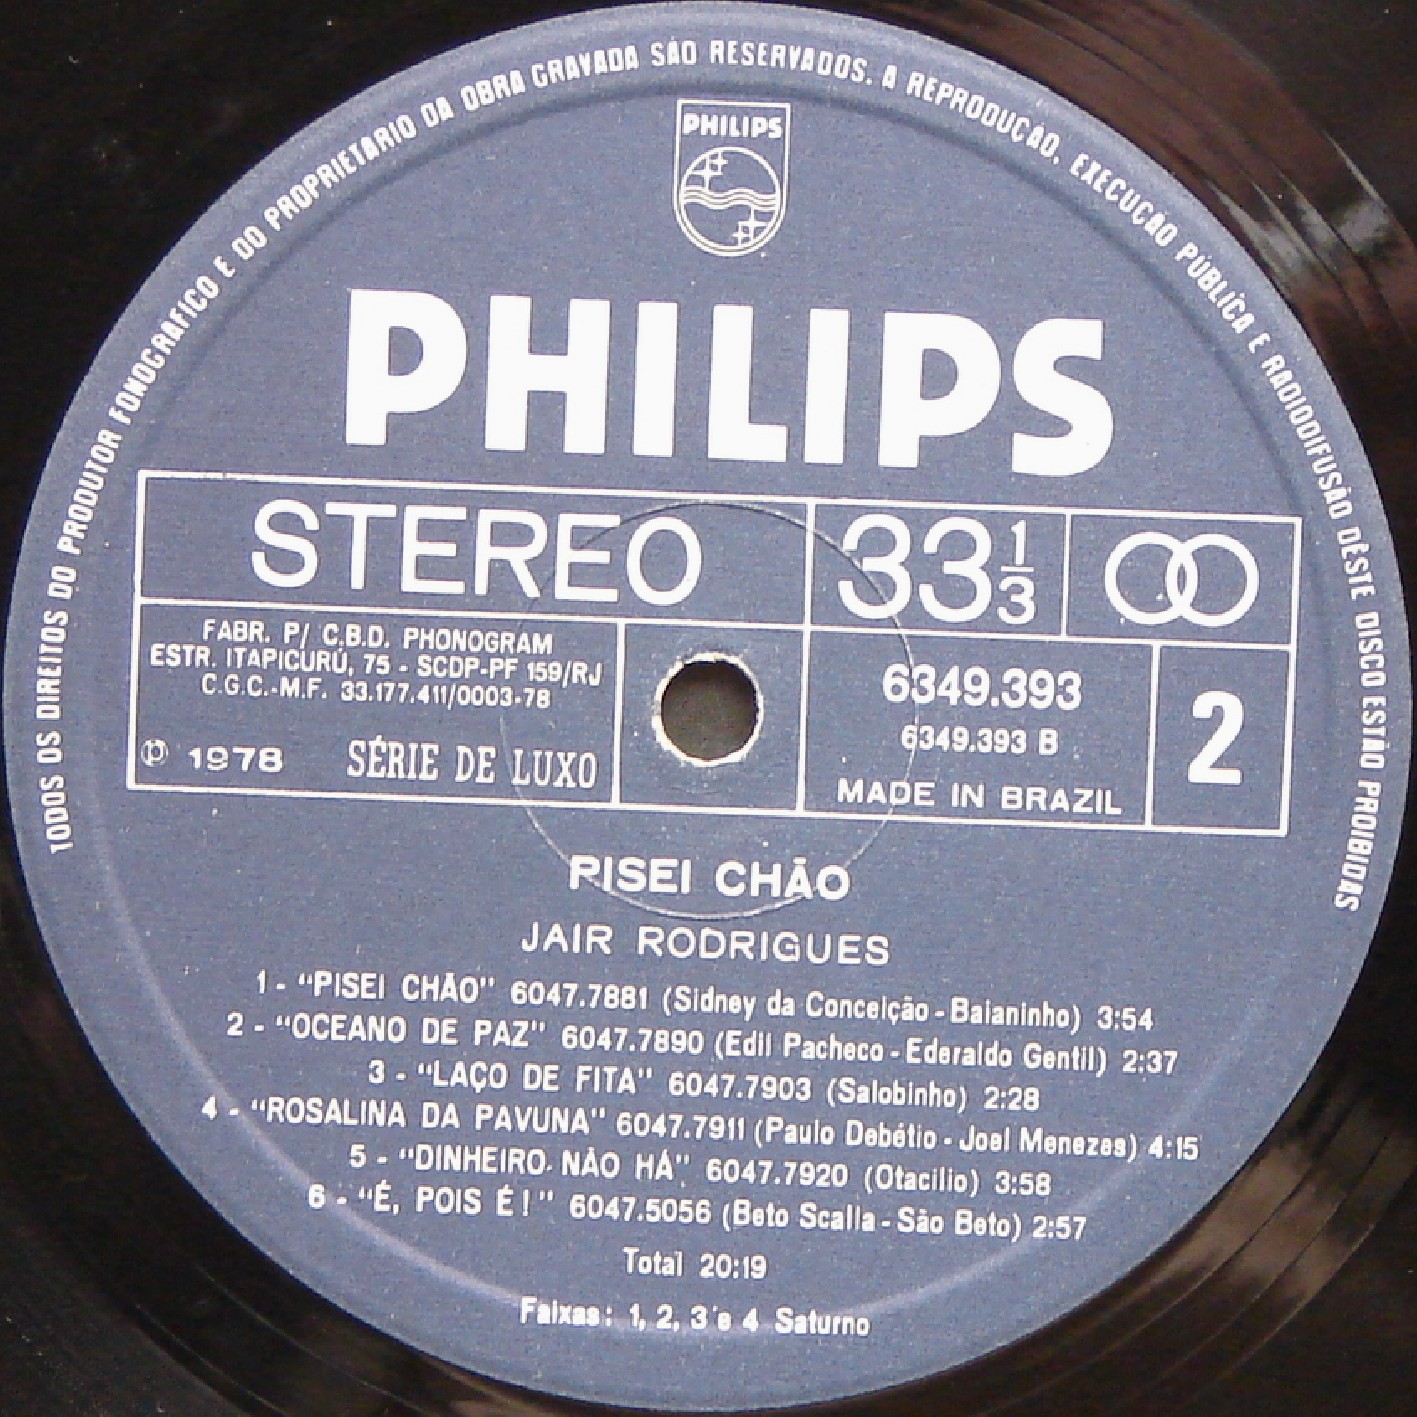 TODOS OS DIREITOS DO PRODUTOR FONOGRAFICO E DO PROPRIETARIO DA OBRA GRAVADA SÃO RESERVADOS. A REPRODUÇÃO, EXECUÇÃO PUBLICA E RADIODIFUSÃO DESTE DISCO ESTÃO PROIBIDAS
PHILIPS
PHILIPS
STEREO
33 1/3
FABR. P/ C.B.D. PHONOGRAM
ESTR. ITAPICURÚ, 75 - SCDP-PF 159/RJ
C.G.C.-M.F. 33.177.411/0003-78
℗ 1978 SÉRIE DE LUXO
6349.393
6349.393 B
MADE IN BRAZIL
2
PISEI CHÃO
JAIR RODRIGUES
1 - "PISEI CHÃO" 6047.7881 (Sidney da Conceição - Baianinho) 3:54
2 - "OCEANO DE PAZ" 6047.7890 (Edil Pacheco - Ederaldo Gentil) 2:37
3 - "LAÇO DE FITA" 6047.7903 (Salobinho) 2:28
4 - "ROSALINA DA PAVUNA" 6047.7911 (Paulo Debétio - Joel Menezes) 4:15
5 - "DINHEIRO NÃO HÁ" 6047.7920 (Otacilio) 3:58
6 - "É, POIS É!" 6047.5056 (Beto Scalla - São Beto) 2:57
Total 20:19
Faixas: 1, 2, 3 e 4 Saturno